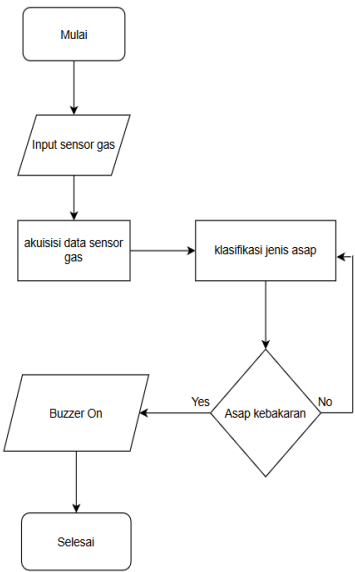 Mulai
Input sensor gas
akuisisi data sensor
gas
klasifikasi jenis asap
Asap kebakaran
Yes
No
Buzzer On
Selesai